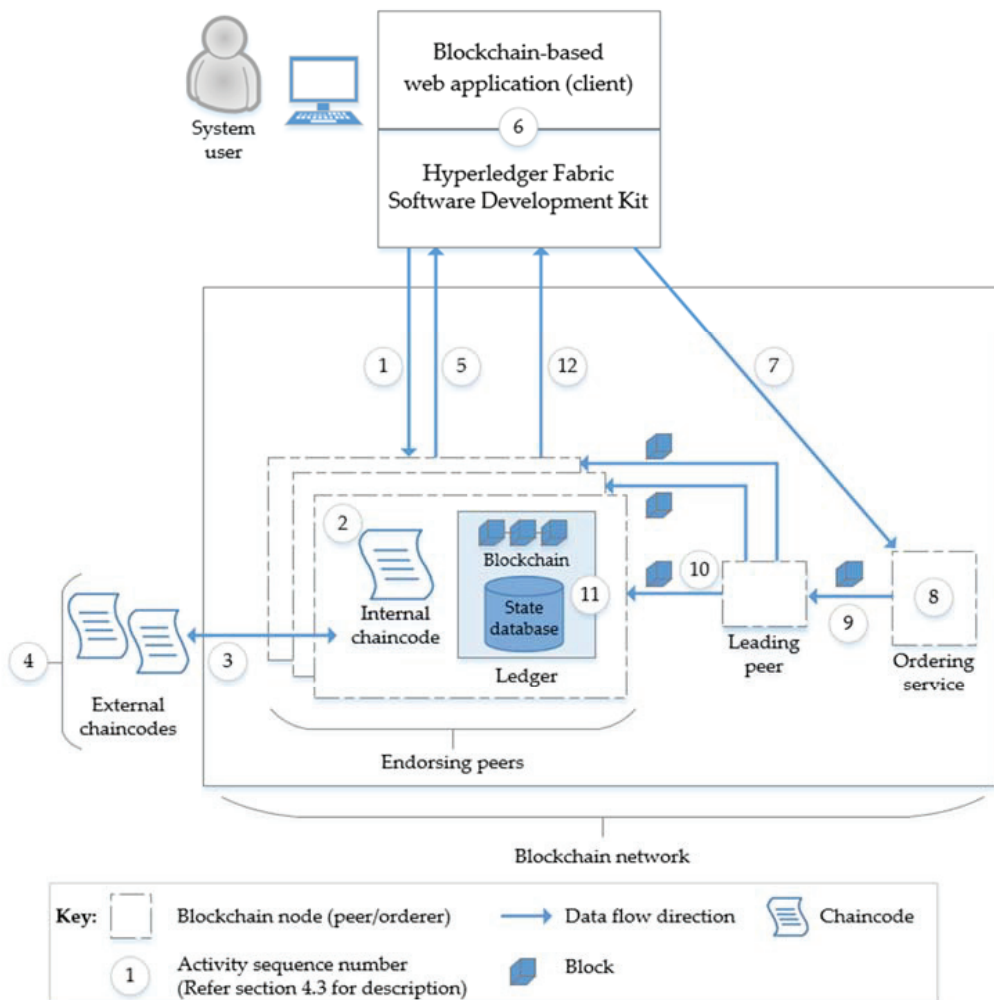 Blockchain-based
web application (client)
System
user
6
Hyperledger Fabric
Software Development Kit
1
5
12
7
2
Internal
chaincode
Blockchain
State
database
11
Ledger
10
Leading
peer
9
8
Ordering
service
4
3
External
chaincodes
Endorsing peers
Blockchain network
Key:
Blockchain node (peer/orderer)
Data flow direction
Chaincode
1
Activity sequence number
(Refer section 4.3 for description)
Block